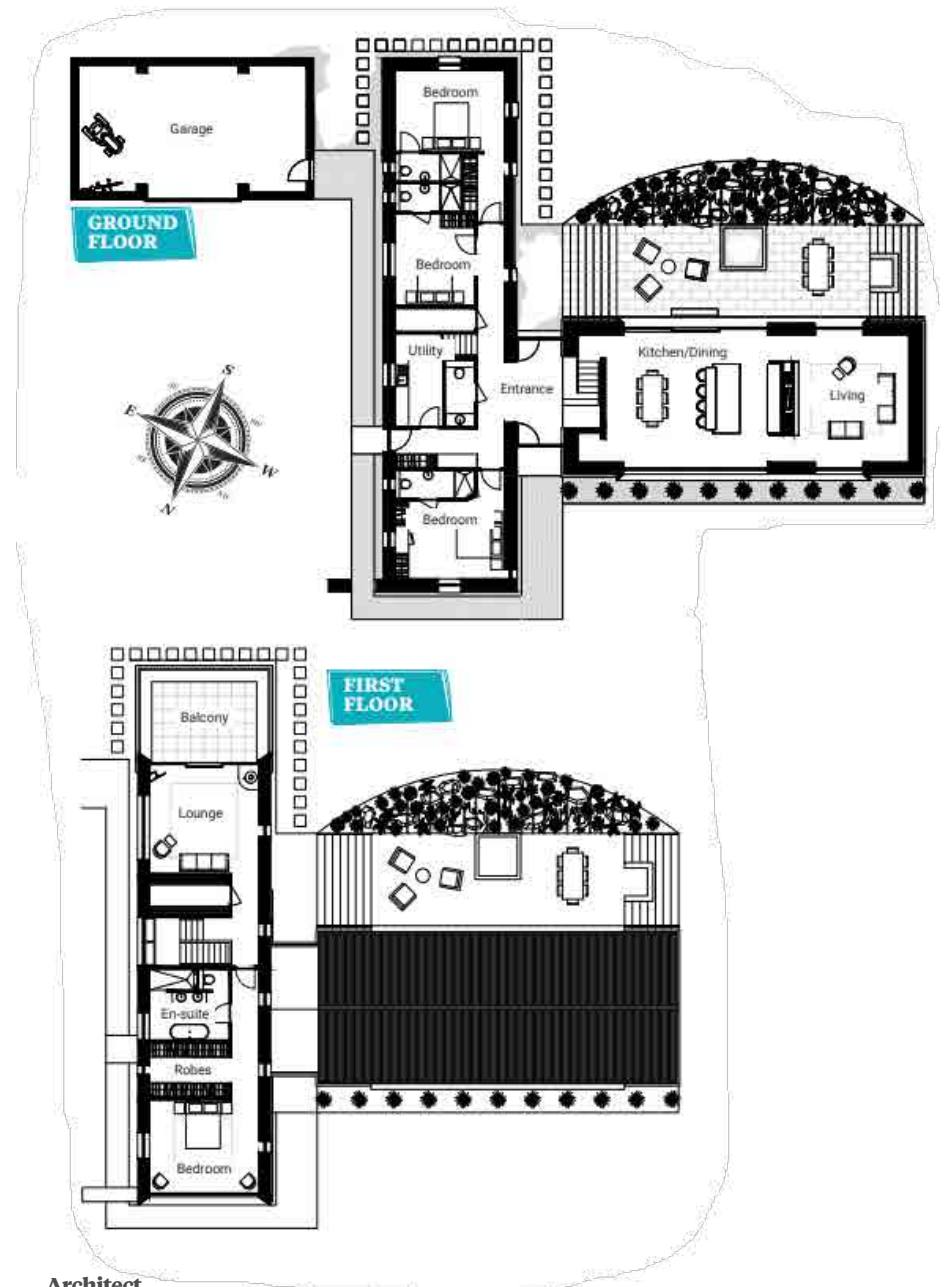 Bedroom
Garage
GROUND
FLOOR
Bedroom
Utility
Kitchen/Dining
Entrance
Living
S
E
W
N
Bedroom
FIRST
FLOOR
Balcony
Lounge
En-suite
Robes
Bedroom
Architect